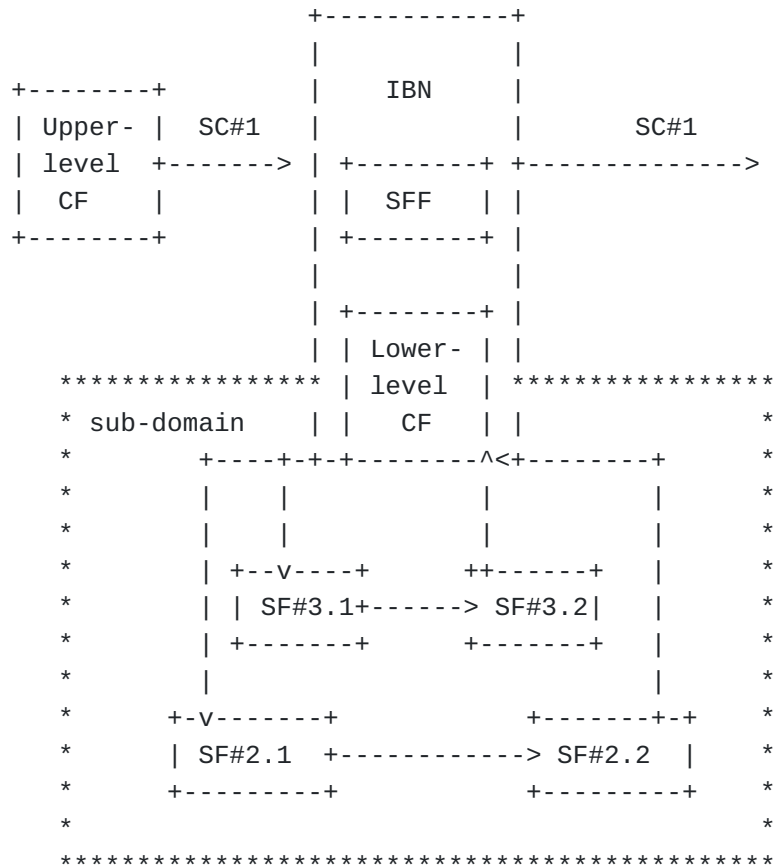 IBN
Upper- SC#1 SC#1
level
CF SFF
Lower-
level
sub-domain CF
SF#3.1 SF#3.2
SF#2.1 SF#2.2